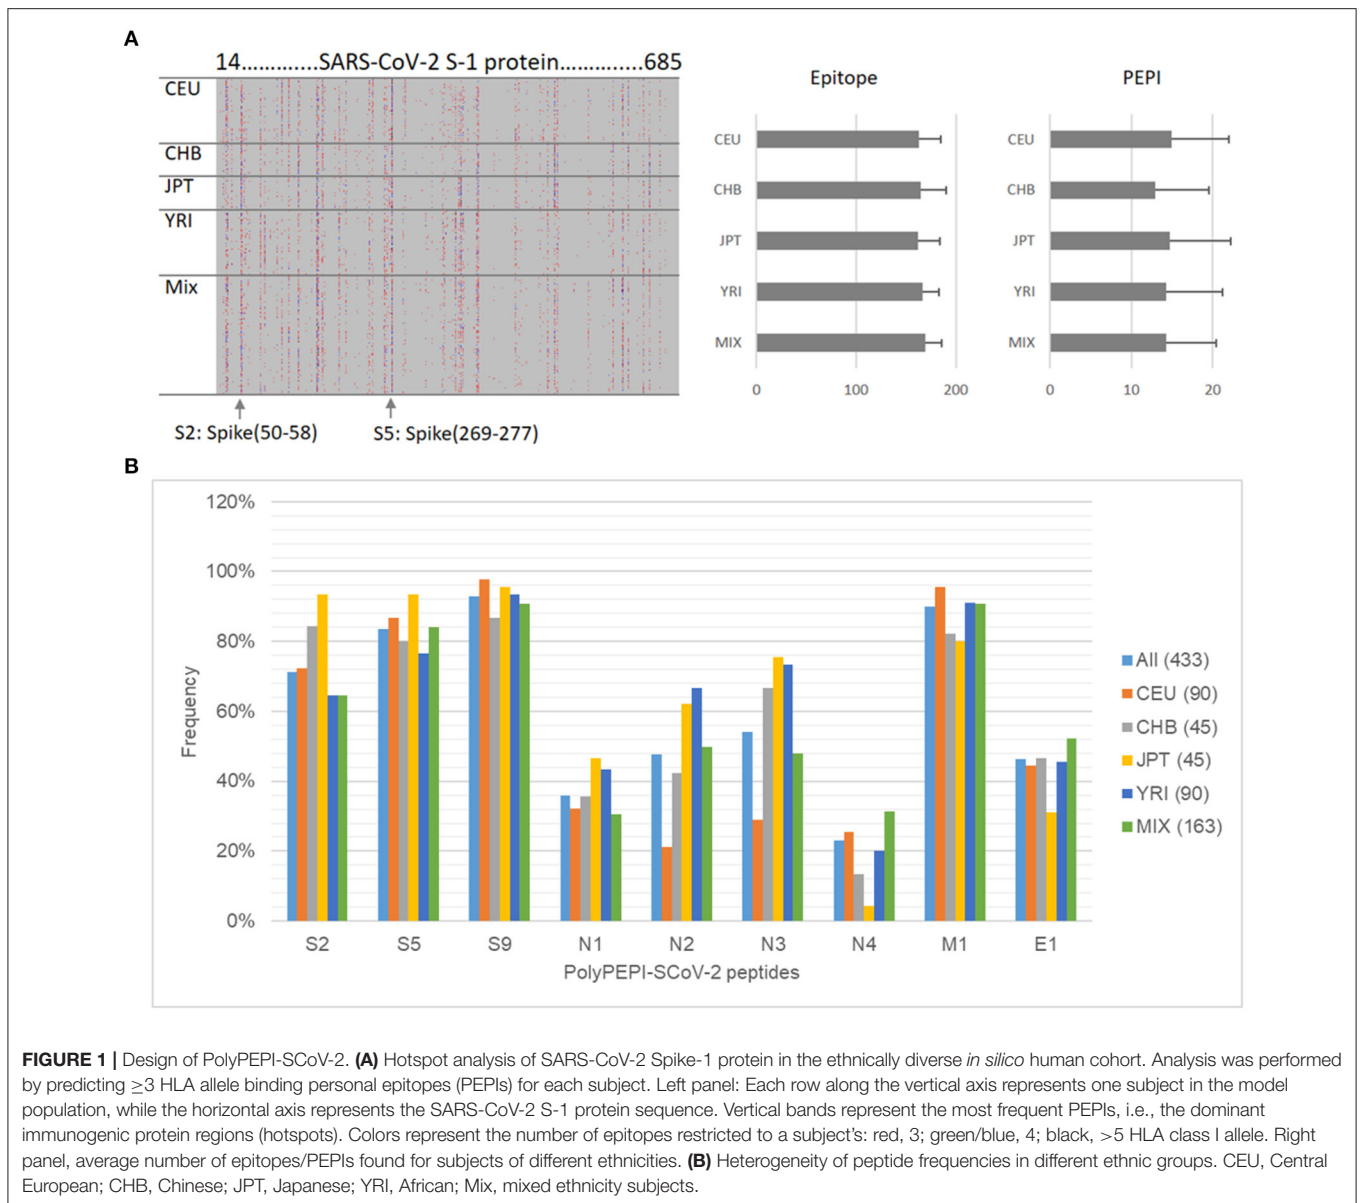 A
14...........SARS-CoV-2 S-1 protein.............685
CEU
CHB
JPT
YRI
Mix
S2: Spike(50-58)
S5: Spike(269-277)
Epitope
CEU
CHB
JPT
YRI
MIX
0 100 200
PEPI
CEU
CHB
JPT
YRI
MIX
0 10 20
B
120%
100%
80%
60%
40%
20%
0%
Frequency
S2 S5 S9 N1 N2 N3 N4 M1 E1
PolyPEPI-SCoV-2 peptides
All (433)
CEU (90)
CHB (45)
JPT (45)
YRI (90)
MIX (163)
FIGURE 1 | Design of PolyPEPI-SCoV-2. (A) Hotspot analysis of SARS-CoV-2 Spike-1 protein in the ethnically diverse in silico human cohort. Analysis was performed
by predicting ≥3 HLA allele binding personal epitopes (PEPIs) for each subject. Left panel: Each row along the vertical axis represents one subject in the model
population, while the horizontal axis represents the SARS-CoV-2 S-1 protein sequence. Vertical bands represent the most frequent PEPIs, i.e., the dominant
immunogenic protein regions (hotspots). Colors represent the number of epitopes restricted to a subject's: red, 3; green/blue, 4; black, >5 HLA class I allele. Right
panel, average number of epitopes/PEPIs found for subjects of different ethnicities. (B) Heterogeneity of peptide frequencies in different ethnic groups. CEU, Central
European; CHB, Chinese; JPT, Japanese; YRI, African; Mix, mixed ethnicity subjects.